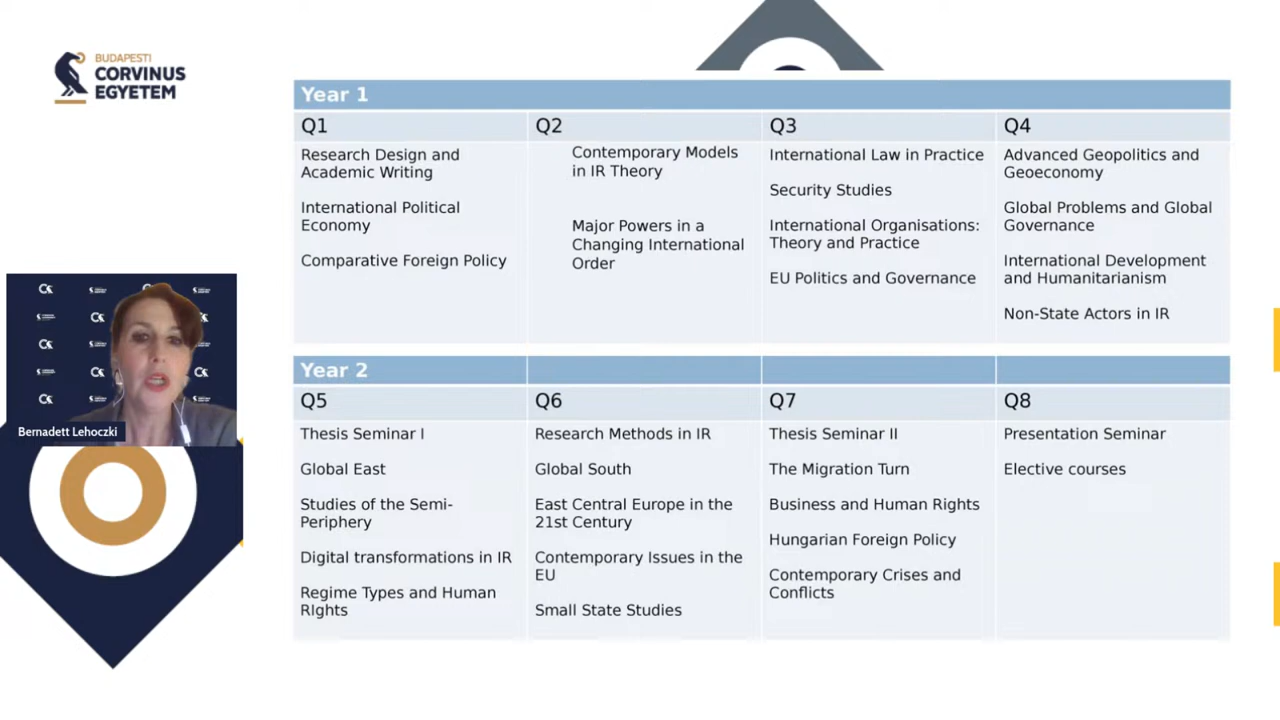 BUDAPESTI
CORVINUS
EGYETEM
Year 1
Q1
Research Design and
Academic Writing
International Political
Economy
Comparative Foreign Policy
Q2
Contemporary Models
in IR Theory
Major Powers in a
Changing International
Order
Q3
International Law in Practice
Security Studies
International Organisations:
Theory and Practice
EU Politics and Governance
Q4
Advanced Geopolitics and
Geoeconomy
Global Problems and Global
Governance
International Development
and Humanitarianism
Non-State Actors in IR
Year 2
Q5
Thesis Seminar I
Global East
Studies of the Semi-
Periphery
Digital transformations in IR
Regime Types and Human
RIghts
Q6
Research Methods in IR
Global South
East Central Europe in the
21st Century
Contemporary Issues in the
EU
Small State Studies
Q7
Thesis Seminar II
The Migration Turn
Business and Human Rights
Hungarian Foreign Policy
Contemporary Crises and
Conflicts
Q8
Presentation Seminar
Elective courses
Bernadett Lehoczki